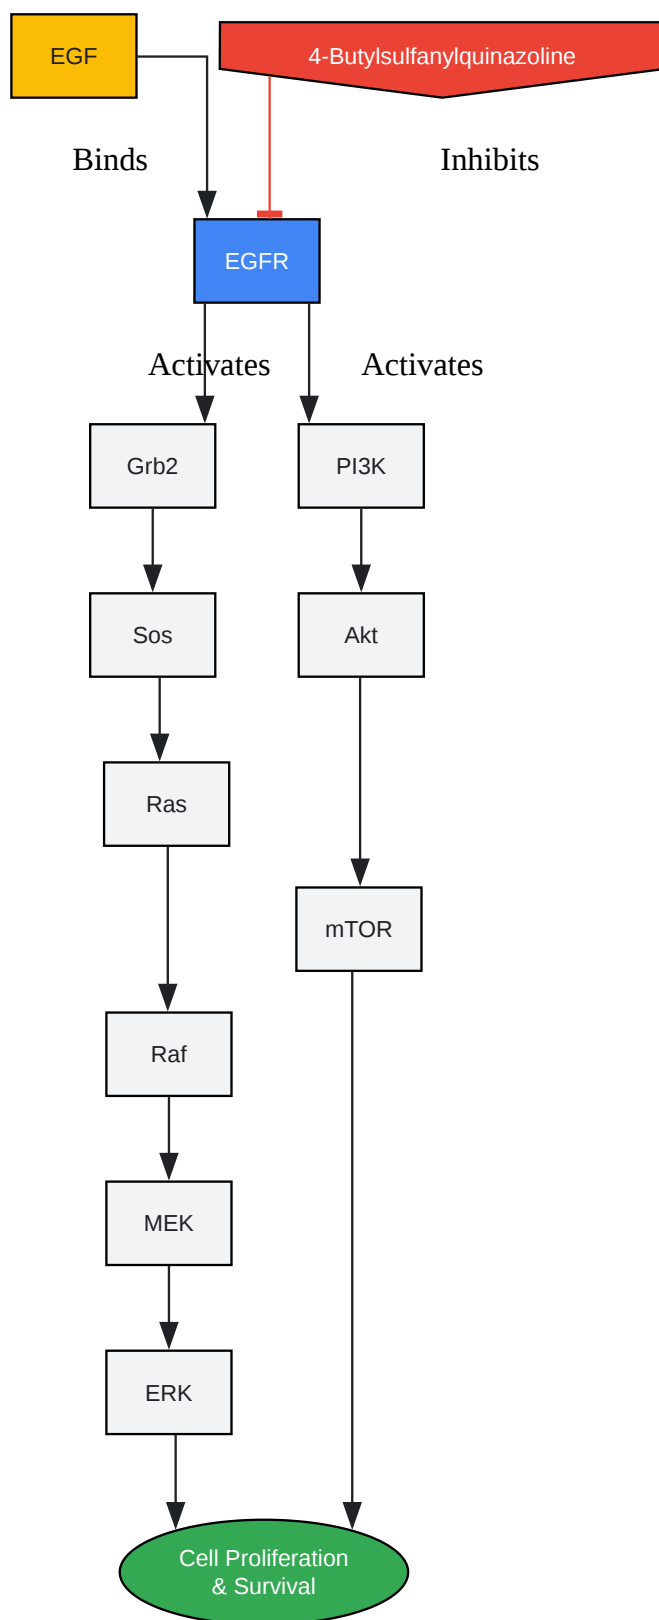 EGF
4-Butylsulfanylquinazoline
Binds
Inhibits
EGFR
Activates
Activates
Grb2
PI3K
Sos
Akt
Ras
mTOR
Raf
MEK
ERK
Cell Proliferation
& Survival